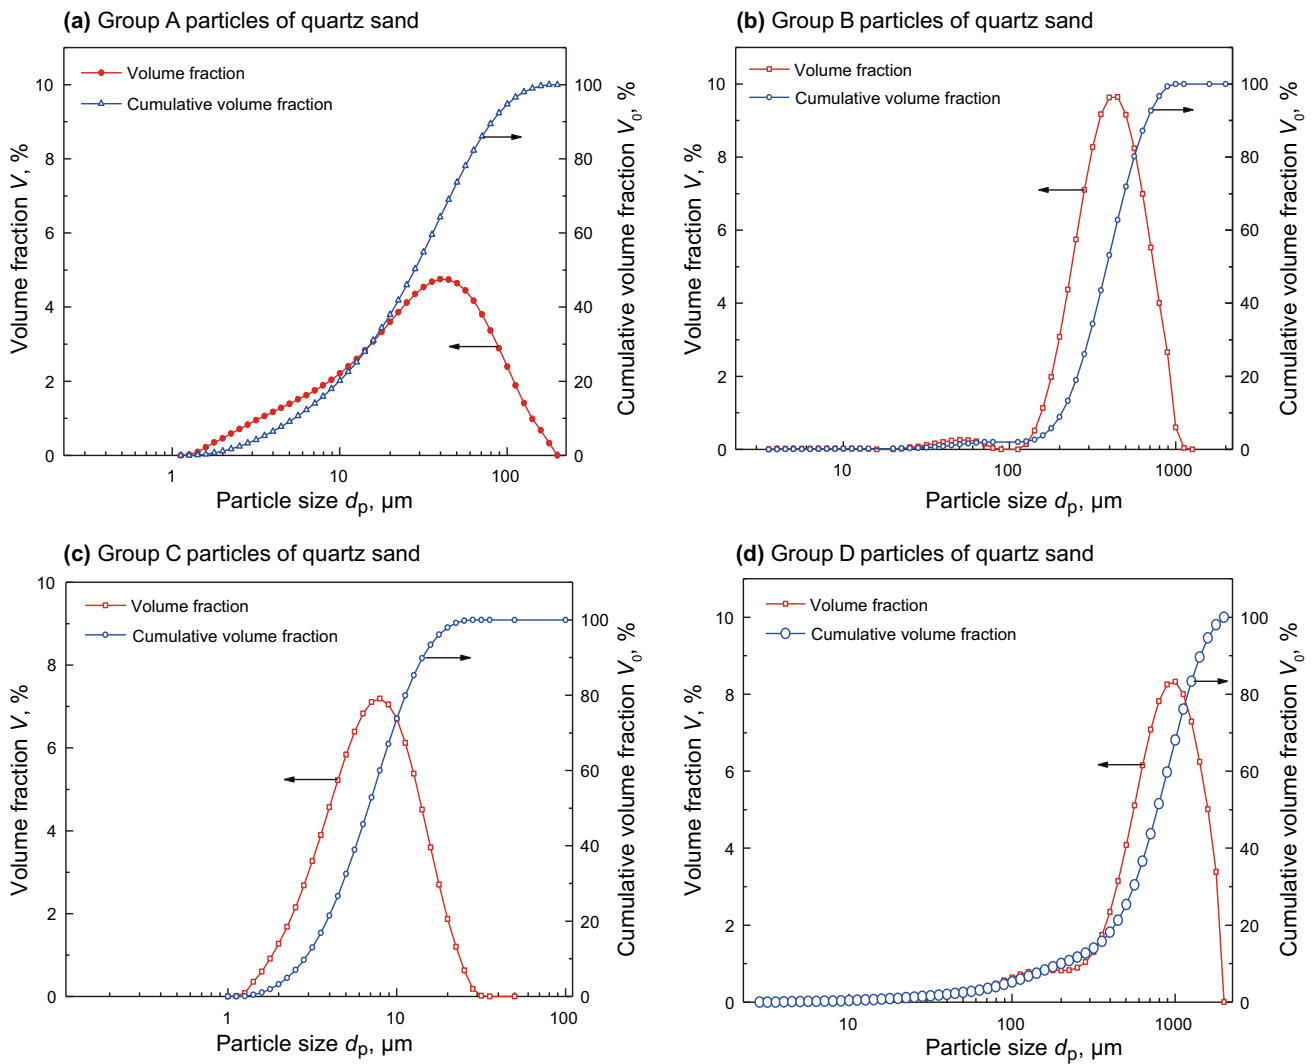 (a) Group A particles of quartz sand
Volume fraction
Cumulative volume fraction
Volume fraction V, %
10
8
6
4
2
0
100
80
60
40
20
0
Cumulative volume fraction V0, %
1
10
100
Particle size dp, µm
(b) Group B particles of quartz sand
Volume fraction
Cumulative volume fraction
Volume fraction V, %
10
8
6
4
2
0
100
80
60
40
20
0
Cumulative volume fraction V0, %
10
100
1000
Particle size dp, µm
(c) Group C particles of quartz sand
Volume fraction
Cumulative volume fraction
Volume fraction V, %
10
8
6
4
2
0
100
80
60
40
20
0
Cumulative volume fraction V0, %
1
10
100
Particle size dp, µm
(d) Group D particles of quartz sand
Volume fraction
Cumulative volume fraction
Volume fraction V, %
10
8
6
4
2
0
100
80
60
40
20
0
Cumulative volume fraction V0, %
10
100
1000
Particle size dp, µm